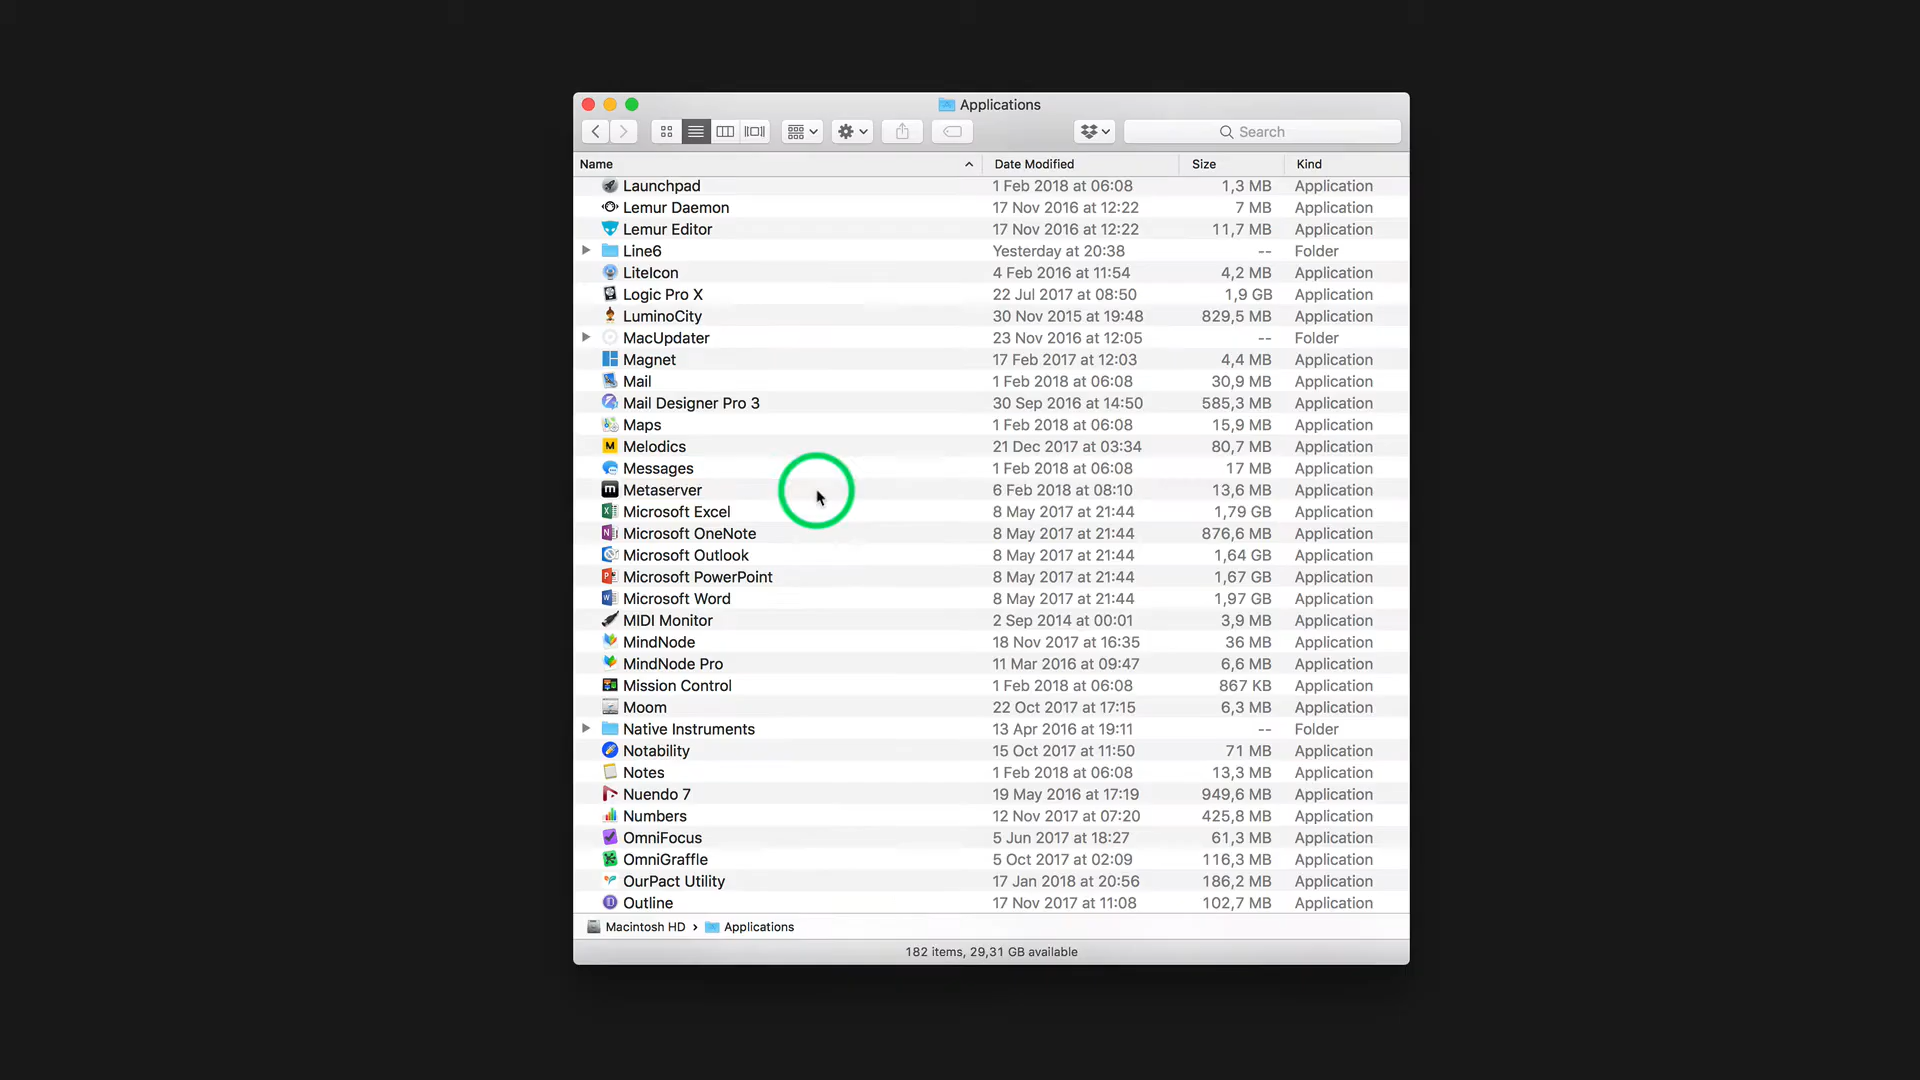 Applications
Search
Name Date Modified Size Kind
Launchpad 1 Feb 2018 at 06:08 1,3 MB Application
Lemur Daemon 17 Nov 2016 at 12:22 7 MB Application
Lemur Editor 17 Nov 2016 at 12:22 11,7 MB Application
Line6 Yesterday at 20:38 -- Folder
LiteIcon 4 Feb 2016 at 11:54 4,2 MB Application
Logic Pro X 22 Jul 2017 at 08:50 1,9 GB Application
LuminoCity 30 Nov 2015 at 19:48 829,5 MB Application
MacUpdater 23 Nov 2016 at 12:05 -- Folder
Magnet 17 Feb 2017 at 12:03 4,4 MB Application
Mail 1 Feb 2018 at 06:08 30,9 MB Application
Mail Designer Pro 3 30 Sep 2016 at 14:50 585,3 MB Application
Maps 1 Feb 2018 at 06:08 15,9 MB Application
Melodics 21 Dec 2017 at 03:34 80,7 MB Application
Messages 1 Feb 2018 at 06:08 17 MB Application
Metaserver 6 Feb 2018 at 08:10 13,6 MB Application
Microsoft Excel 8 May 2017 at 21:44 1,79 GB Application
Microsoft OneNote 8 May 2017 at 21:44 876,6 MB Application
Microsoft Outlook 8 May 2017 at 21:44 1,64 GB Application
Microsoft PowerPoint 8 May 2017 at 21:44 1,67 GB Application
Microsoft Word 8 May 2017 at 21:44 1,97 GB Application
MIDI Monitor 2 Sep 2014 at 00:01 3,9 MB Application
MindNode 18 Nov 2017 at 16:35 36 MB Application
MindNode Pro 11 Mar 2016 at 09:47 6,6 MB Application
Mission Control 1 Feb 2018 at 06:08 867 KB Application
Moom 22 Oct 2017 at 17:15 6,3 MB Application
Native Instruments 13 Apr 2016 at 19:11 -- Folder
Notability 15 Oct 2017 at 11:50 71 MB Application
Notes 1 Feb 2018 at 06:08 13,3 MB Application
Nuendo 7 19 May 2016 at 17:19 949,6 MB Application
Numbers 12 Nov 2017 at 07:20 425,8 MB Application
OmniFocus 5 Jun 2017 at 18:27 61,3 MB Application
OmniGraffle 5 Oct 2017 at 02:09 116,3 MB Application
OurPact Utility 17 Jan 2018 at 20:56 186,2 MB Application
Outline 17 Nov 2017 at 11:08 102,7 MB Application
Macintosh HD › Applications
182 items, 29,31 GB available